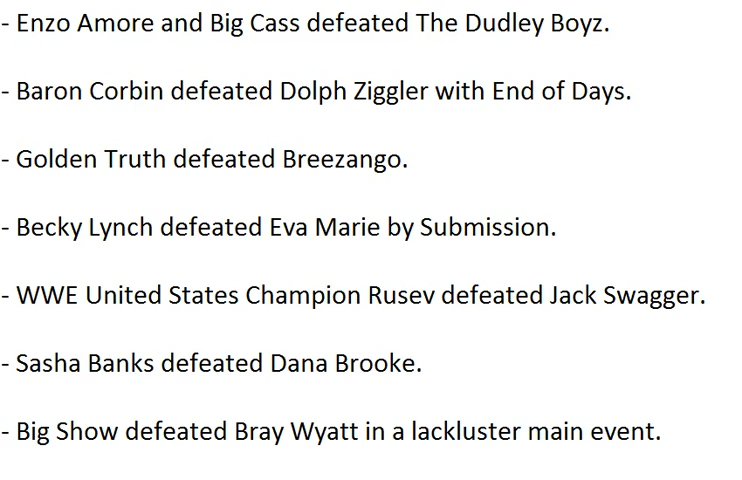 - Enzo Amore and Big Cass defeated The Dudley Boyz.
- Baron Corbin defeated Dolph Ziggler with End of Days.
- Golden Truth defeated Breezango.
- Becky Lynch defeated Eva Marie by Submission.
- WWE United States Champion Rusev defeated Jack Swagger.
- Sasha Banks defeated Dana Brooke.
- Big Show defeated Bray Wyatt in a lackluster main event.